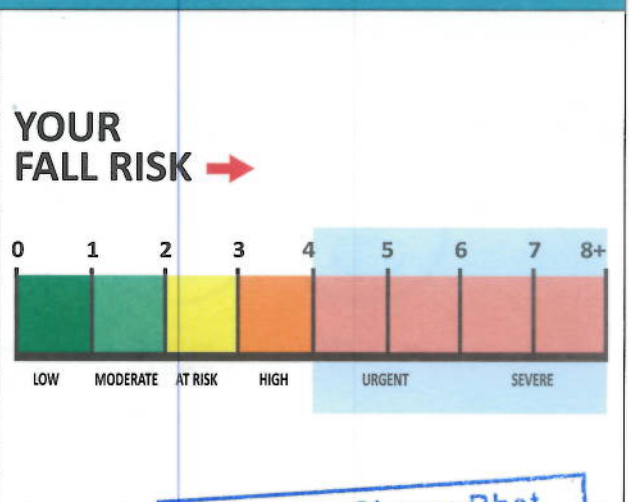 YOUR
FALL RISK
0 1 2 3 4 5 6 7 8+
LOW MODERATE AT RISK HIGH URGENT SEVERE